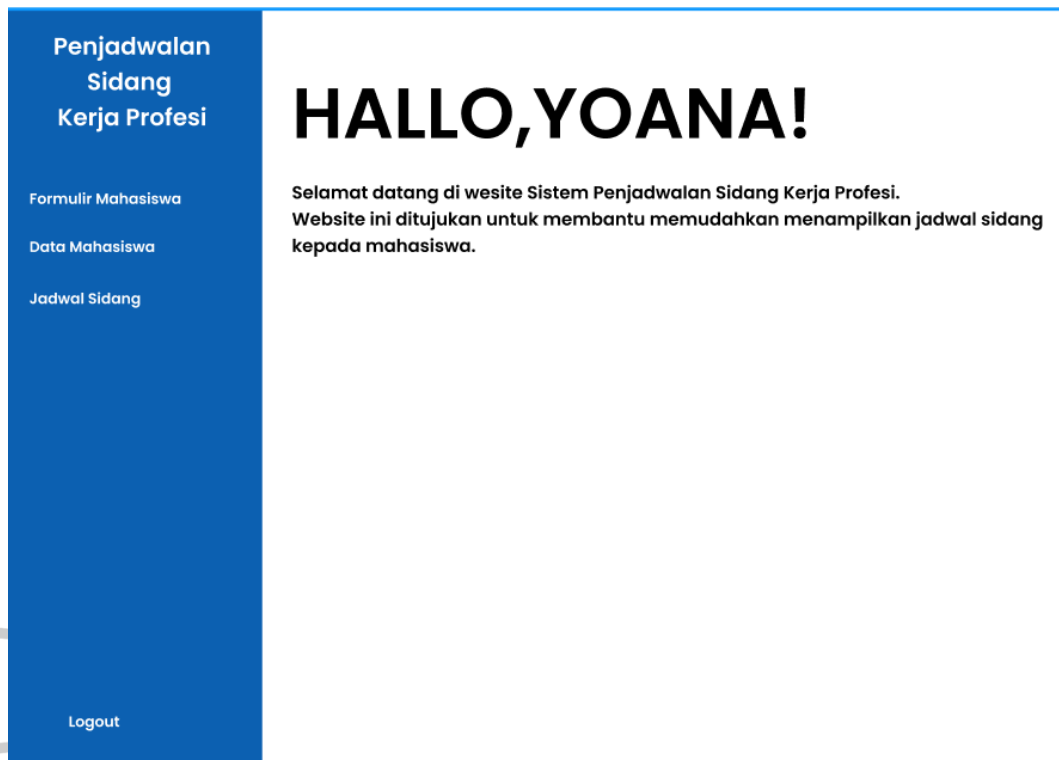 Penjadwalan
Sidang
Kerja Profesi
Formulir Mahasiswa
Data Mahasiswa
Jadwal Sidang
Logout
HALLO,YOANA!
Selamat datang di wesite Sistem Penjadwalan Sidang Kerja Profesi.
Website ini ditujukan untuk membantu memudahkan menampilkan jadwal sidang
kepada mahasiswa.